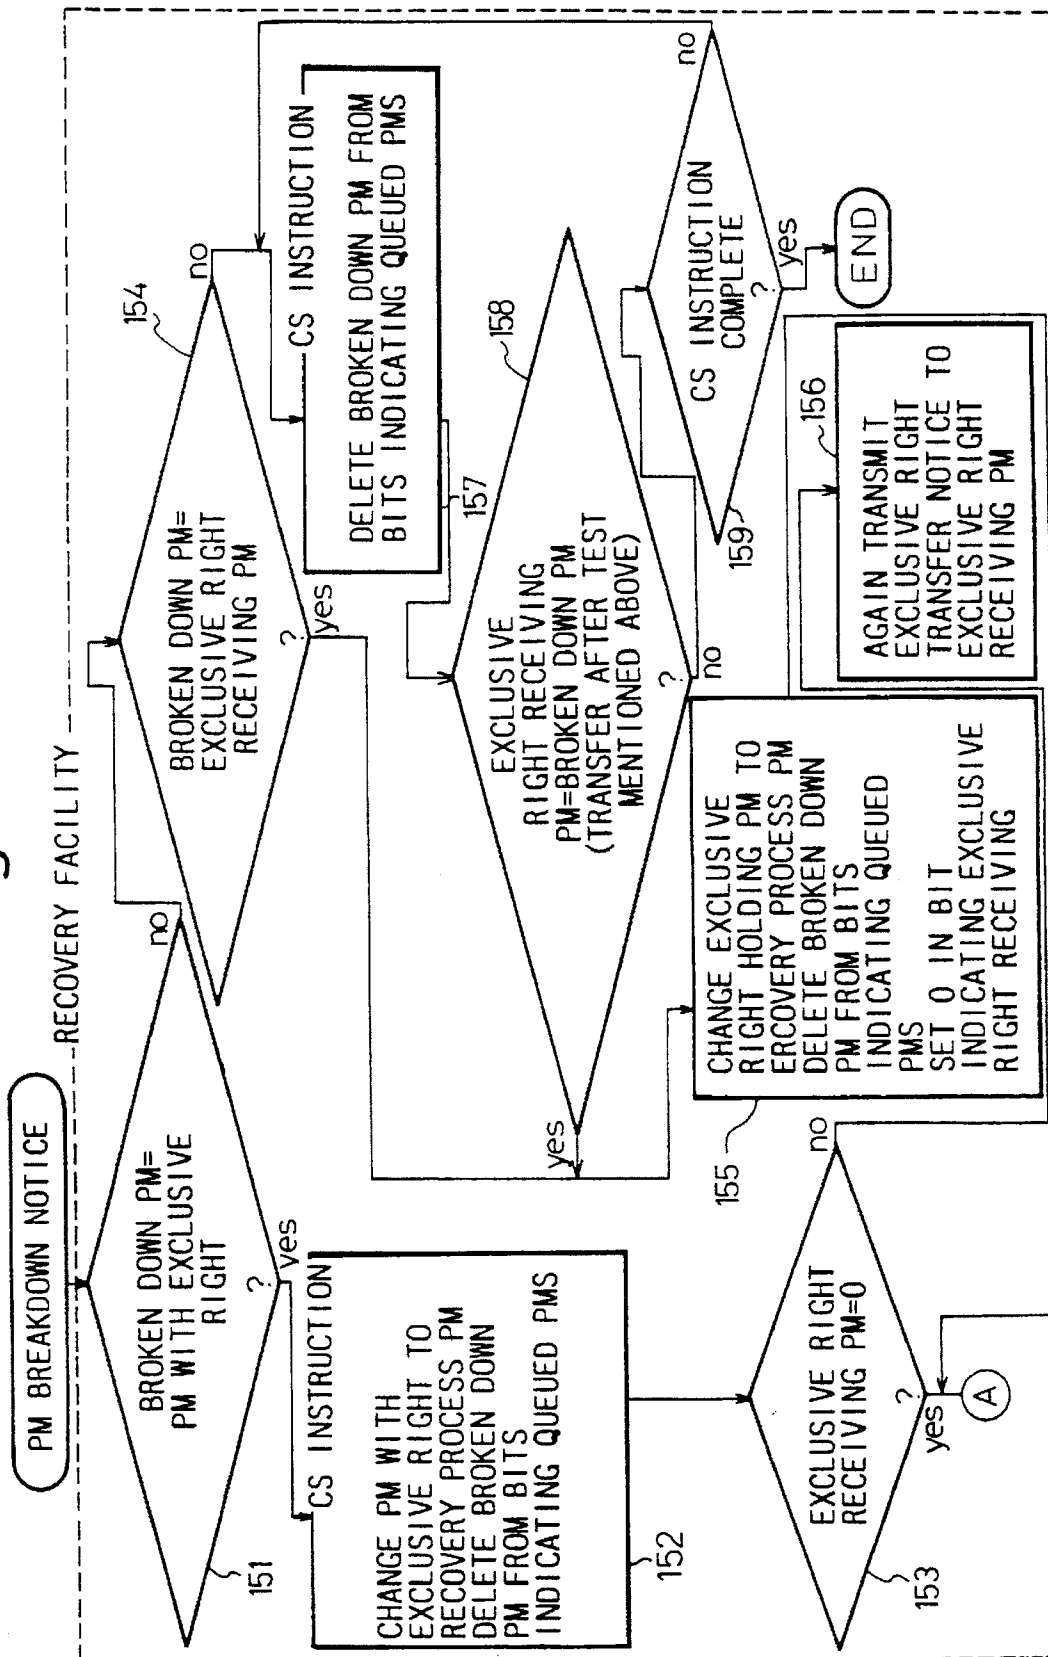 PM BREAKDOWN NOTICE
RECOVERY FACILITY
BROKEN DOWN PM=
PM WITH EXCLUSIVE
RIGHT
?
no
yes
151
CS INSTRUCTION
CHANGE PM WITH
EXCLUSIVE RIGHT TO
RECOVERY PROCESS PM
DELETE BROKEN DOWN
PM FROM BITS
INDICATING QUEUED PMS
152
EXCLUSIVE RIGHT
RECEIVING PM=0
?
no
yes
153
A
BROKEN DOWN PM=
EXCLUSIVE RIGHT
RECEIVING PM
?
no
yes
154
CS INSTRUCTION
DELETE BROKEN DOWN PM FROM
BITS INDICATING QUEUED PMS
157
EXCLUSIVE
RIGHT RECEIVING
PM=BROKEN DOWN PM
(TRANSFER AFTER TEST
MENTIONED ABOVE)
?
no
yes
158
CHANGE EXCLUSIVE
RIGHT HOLDING PM TO
ERCOVERY PROCESS PM
DELETE BROKEN DOWN
PM FROM BITS
INDICATING QUEUED
PMS
SET 0 IN BIT
INDICATING EXCLUSIVE
RIGHT RECEIVING
155
CS INSTRUCTION
COMPLETE
?
no
yes
159
END
AGAIN TRANSMIT
EXCLUSIVE RIGHT
TRANSFER NOTICE TO
EXCLUSIVE RIGHT
RECEIVING PM
156